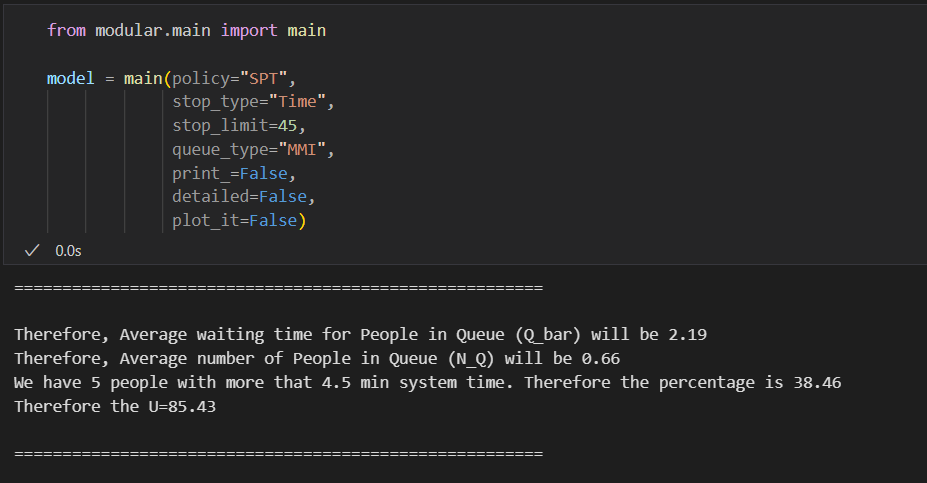 from modular.main import main
model = main(policy="SPT",
stop_type="Time",
stop_limit=45,
queue_type="MMI",
print_=False,
detailed=False,
plot_it=False)
✓ 0.0s
=======================================================
Therefore, Average waiting time for People in Queue (Q_bar) will be 2.19
Therefore, Average number of People in Queue (N_Q) will be 0.66
We have 5 people with more that 4.5 min system time. Therefore the percentage is 38.46
Therefore the U=85.43
=======================================================